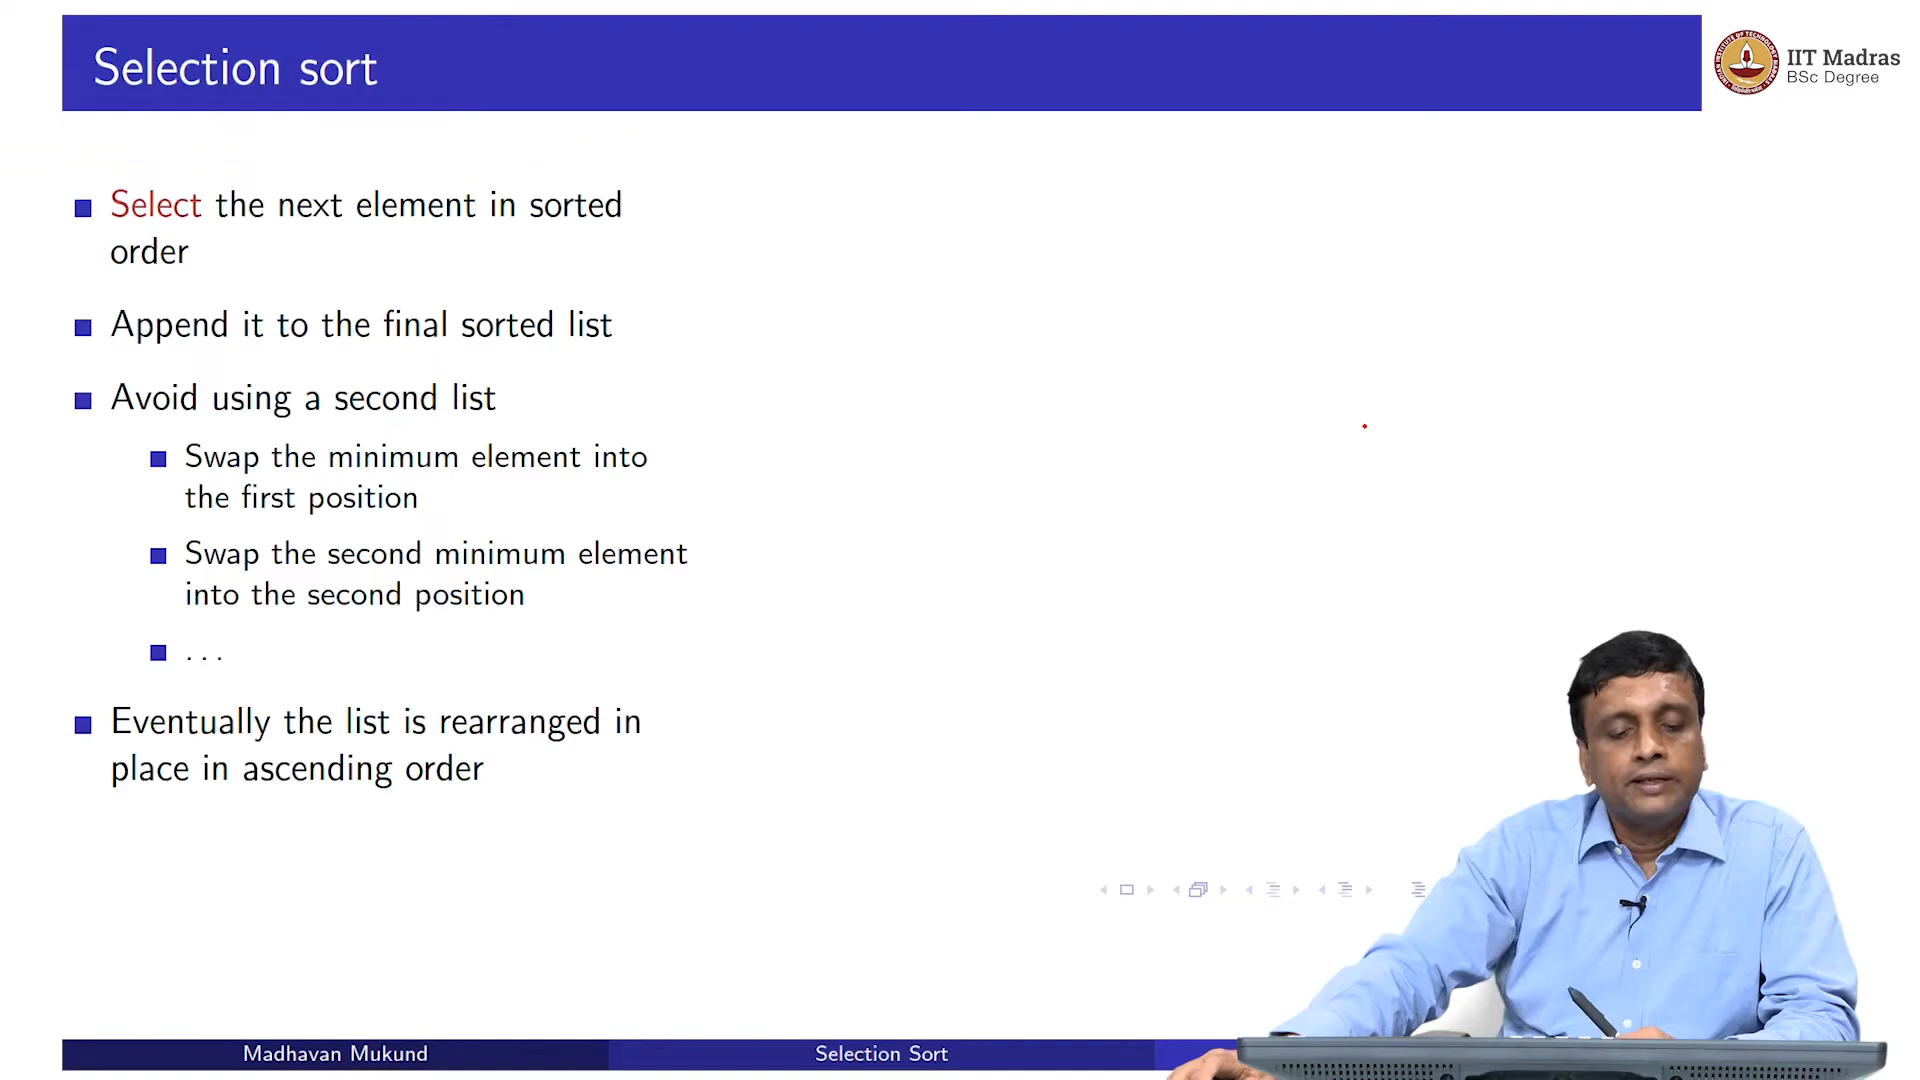 Selection sort
IIT Madras
BSc Degree
Select the next element in sorted
order
Append it to the final sorted list
Avoid using a second list
Swap the minimum element into
the first position
Swap the second minimum element
into the second position
...
Eventually the list is rearranged in
place in ascending order
Madhavan Mukund
Selection Sort